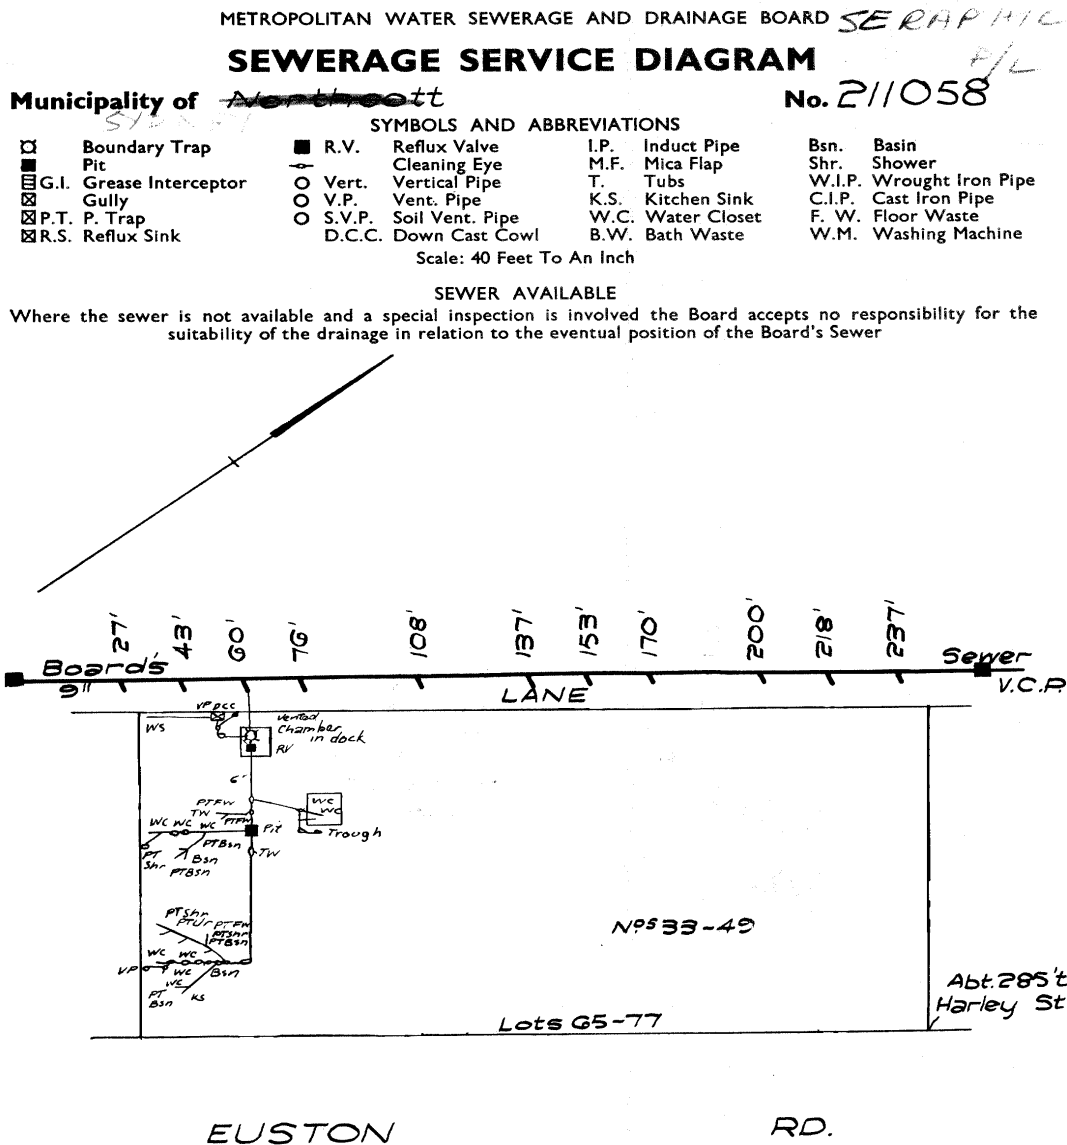 METROPOLITAN WATER SEWERAGE AND DRAINAGE BOARD SERAPHIC
P/L
SEWERAGE SERVICE DIAGRAM
Municipality of Northcott No. 211058
SYDNEY
SYMBOLS AND ABBREVIATIONS
Boundary Trap R.V. Reflux Valve I.P. Induct Pipe Bsn. Basin
Pit Cleaning Eye M.F. Mica Flap Shr. Shower
G.I. Grease Interceptor Vert. Vertical Pipe T. Tubs W.I.P. Wrought Iron Pipe
Gully V.P. Vent. Pipe K.S. Kitchen Sink C.I.P. Cast Iron Pipe
P.T. P. Trap S.V.P. Soil Vent. Pipe W.C. Water Closet F. W. Floor Waste
R.S. Reflux Sink D.C.C. Down Cast Cowl B.W. Bath Waste W.M. Washing Machine
Scale: 40 Feet To An Inch
SEWER AVAILABLE
Where the sewer is not available and a special inspection is involved the Board accepts no responsibility for the
suitability of the drainage in relation to the eventual position of the Board's Sewer
27' 43' 60' 76' 108' 137' 153' 170' 200' 218' 237'
Board's Sewer
9" LANE V.C.P.
VP DCC
WS
Vented
Chamber
in dock
RV
6"
PTFW
TW
PTFW
WC
WC
WC WC WC
Pit
Trough
PTBsn
PT
Shr
Bsn
PTBsn
TW
PTShr
PTUr PTFW
PTShr
PTBsn
WC WC
VP WC Bsn
WC
PT
Bsn
KS
Nos 33-49
Abt. 285't
Harley St
Lots 65-77
EUSTON RD.